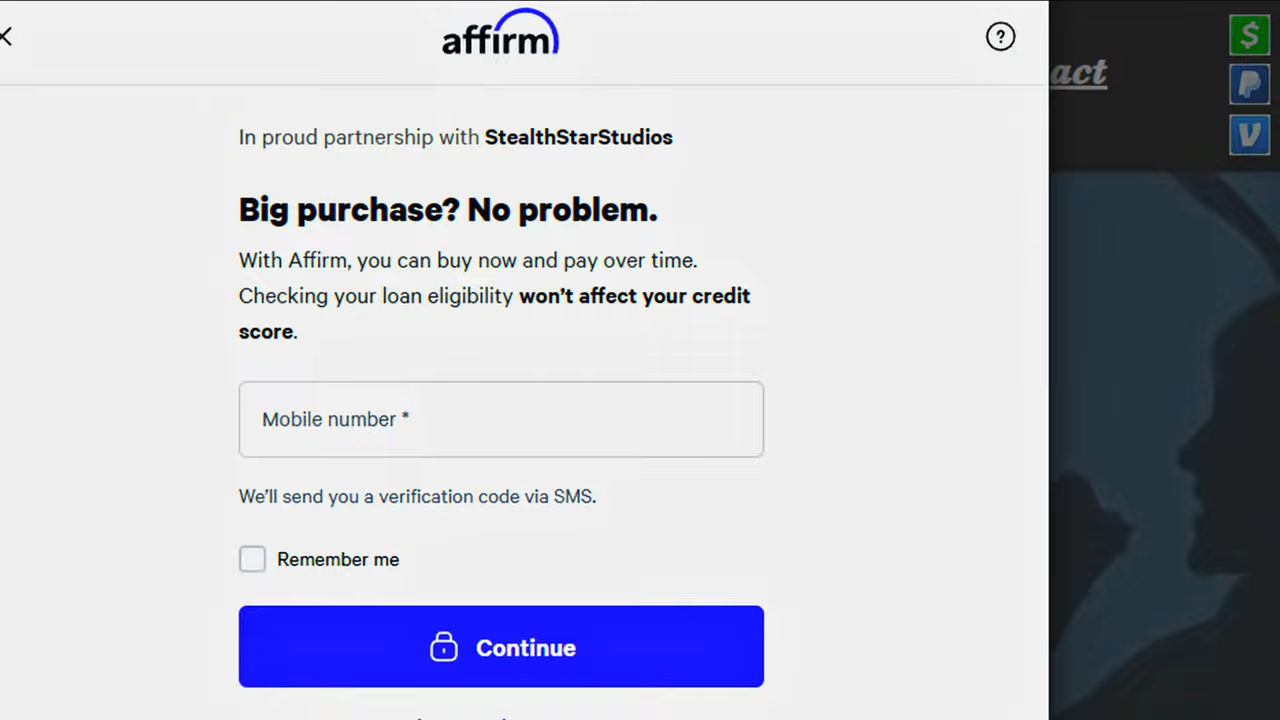 affirm
?
act
$
P
V
In proud partnership with StealthStarStudios
Big purchase? No problem.
With Affirm, you can buy now and pay over time.
Checking your loan eligibility won't affect your credit
score.
Mobile number *
We'll send you a verification code via SMS.
Remember me
Continue